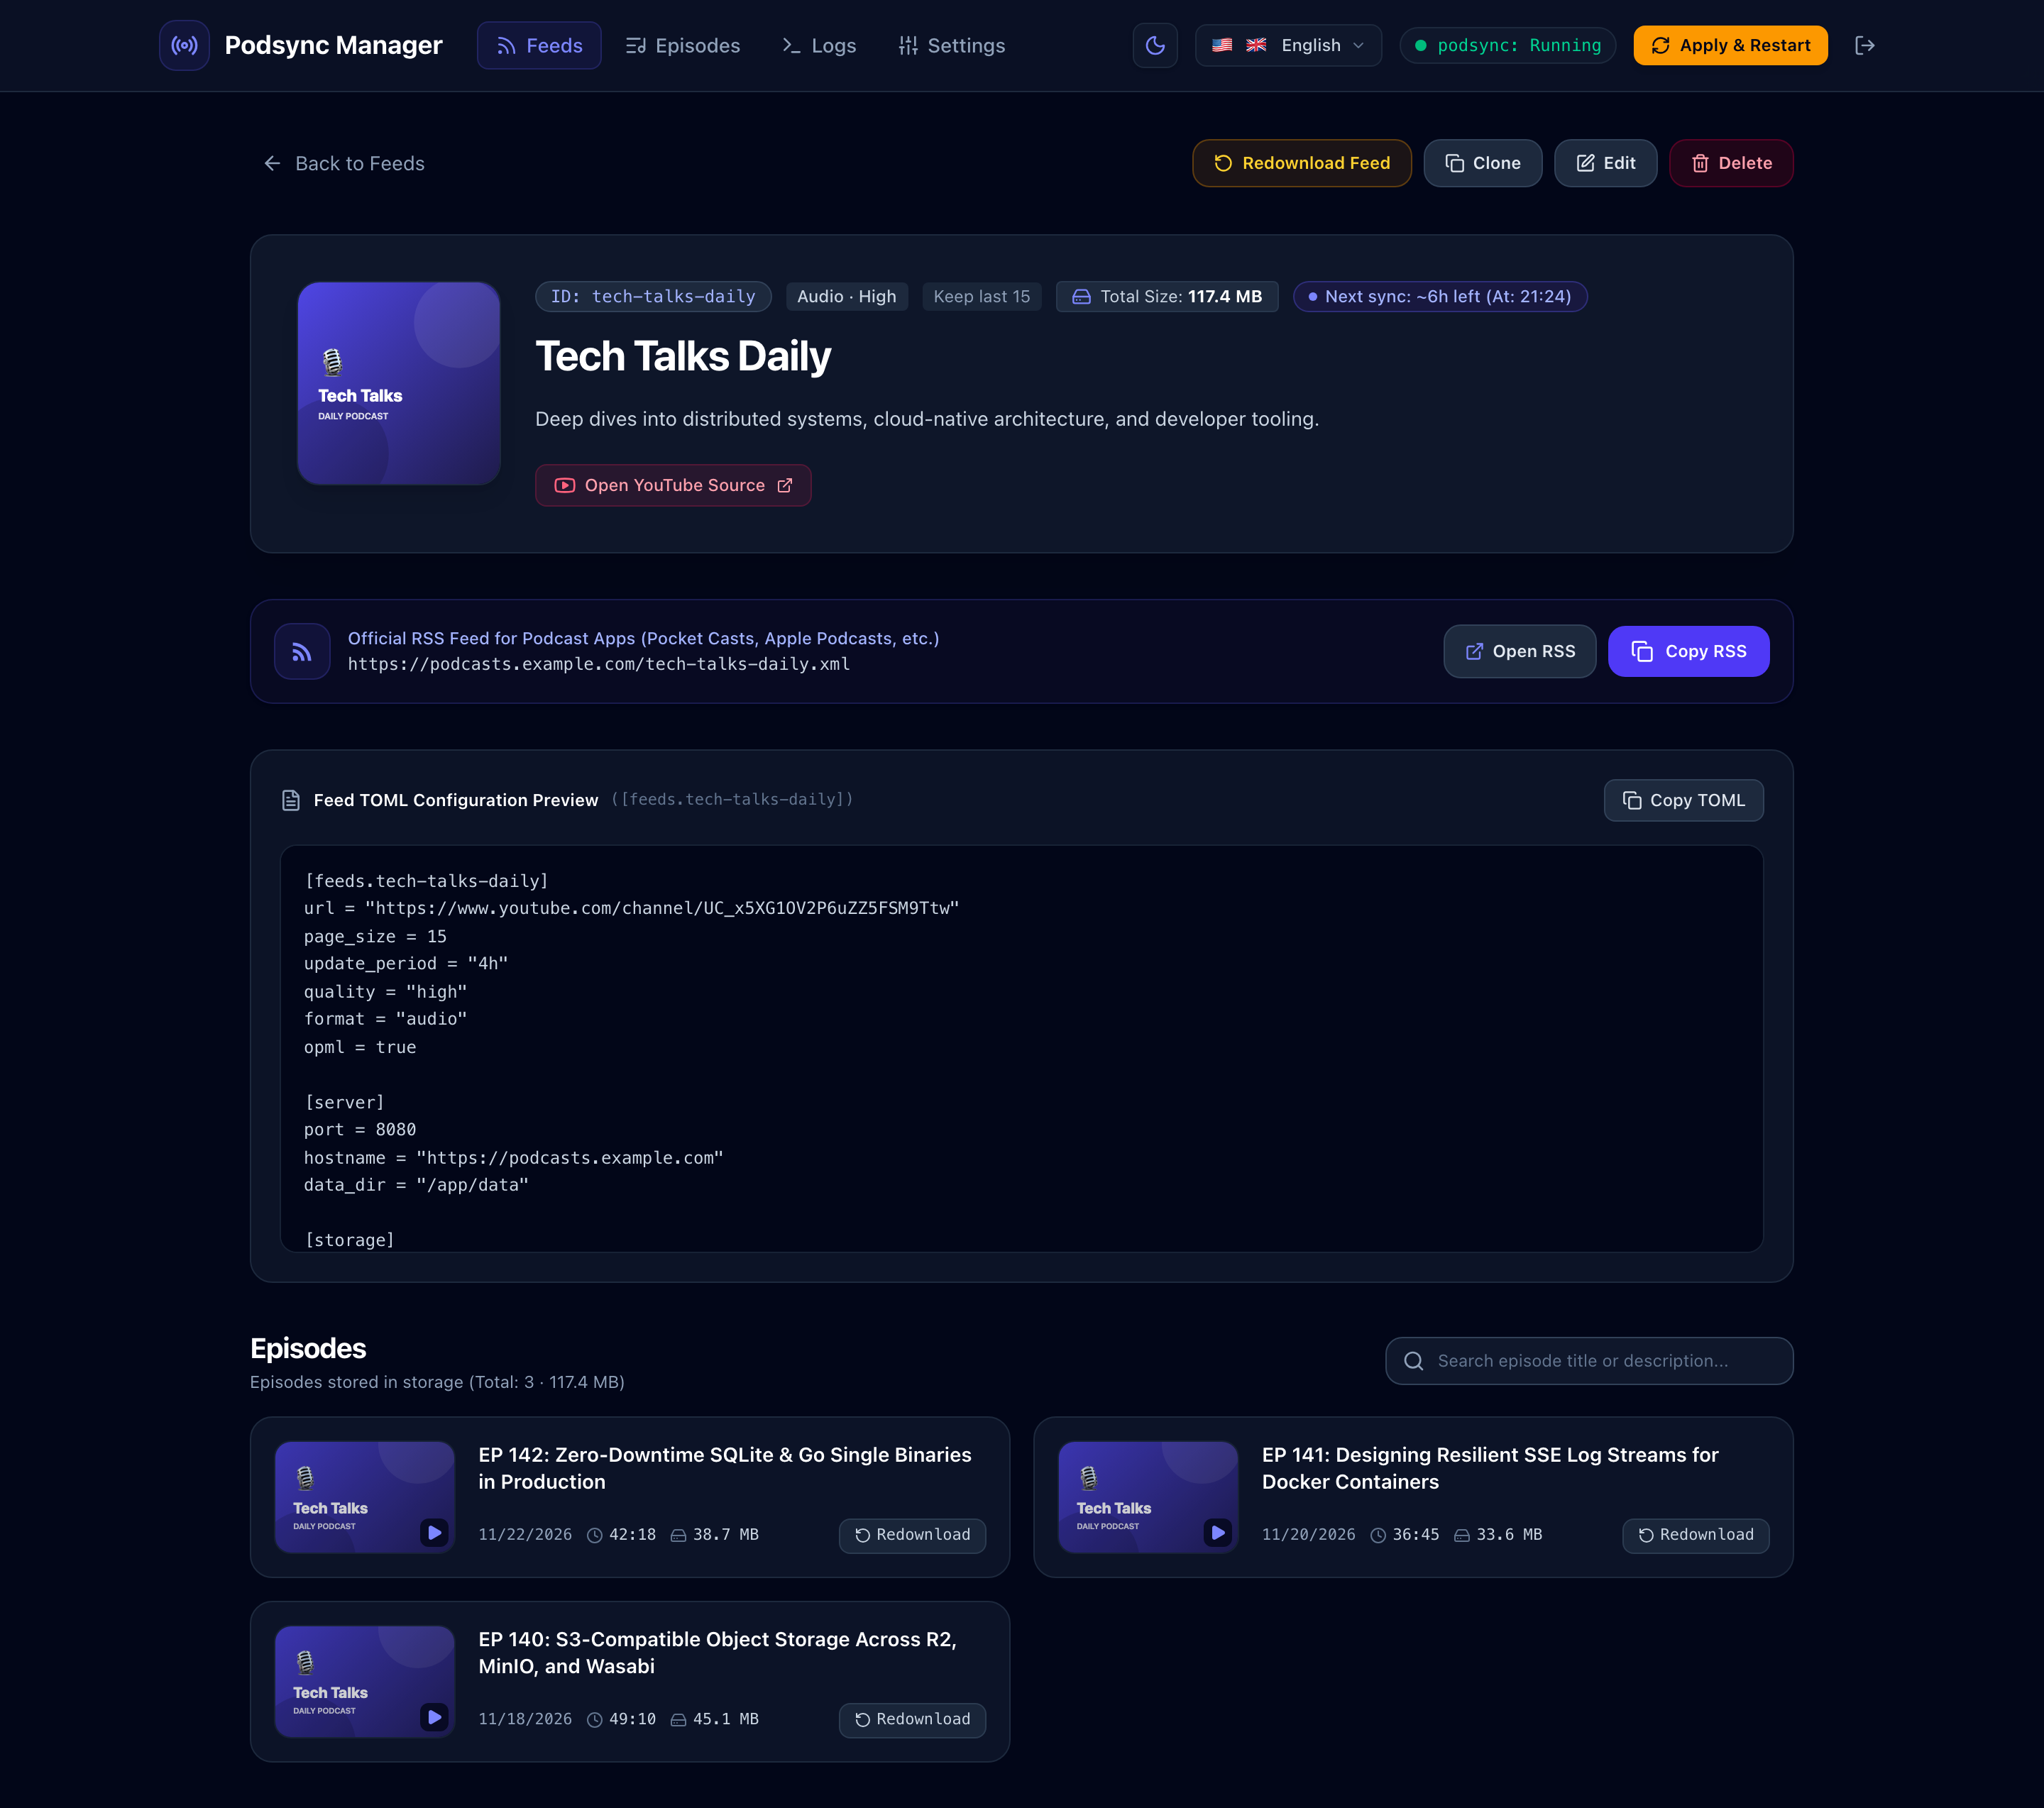 Podsync Manager
Feeds
Episodes
Logs
Settings
English
podsync: Running
Apply & Restart
Back to Feeds
Redownload Feed
Clone
Edit
Delete
Tech Talks
DAILY PODCAST
ID: tech-talks-daily
Audio · High
Keep last 15
Total Size: 117.4 MB
Next sync: ~6h left (At: 21:24)
Tech Talks Daily
Deep dives into distributed systems, cloud-native architecture, and developer tooling.
Open YouTube Source
Official RSS Feed for Podcast Apps (Pocket Casts, Apple Podcasts, etc.)
https://podcasts.example.com/tech-talks-daily.xml
Open RSS
Copy RSS
Feed TOML Configuration Preview ([feeds.tech-talks-daily])
Copy TOML
[feeds.tech-talks-daily]
url = "https://www.youtube.com/channel/UC_x5XG1OV2P6uZZ5FSM9Ttw"
page_size = 15
update_period = "4h"
quality = "high"
format = "audio"
opml = true
[server]
port = 8080
hostname = "https://podcasts.example.com"
data_dir = "/app/data"
[storage]
Episodes
Episodes stored in storage (Total: 3 · 117.4 MB)
Search episode title or description...
Tech Talks
DAILY PODCAST
EP 142: Zero-Downtime SQLite & Go Single Binaries
in Production
11/22/2026 42:18 38.7 MB
Redownload
Tech Talks
DAILY PODCAST
EP 141: Designing Resilient SSE Log Streams for
Docker Containers
11/20/2026 36:45 33.6 MB
Redownload
Tech Talks
DAILY PODCAST
EP 140: S3-Compatible Object Storage Across R2,
MinIO, and Wasabi
11/18/2026 49:10 45.1 MB
Redownload